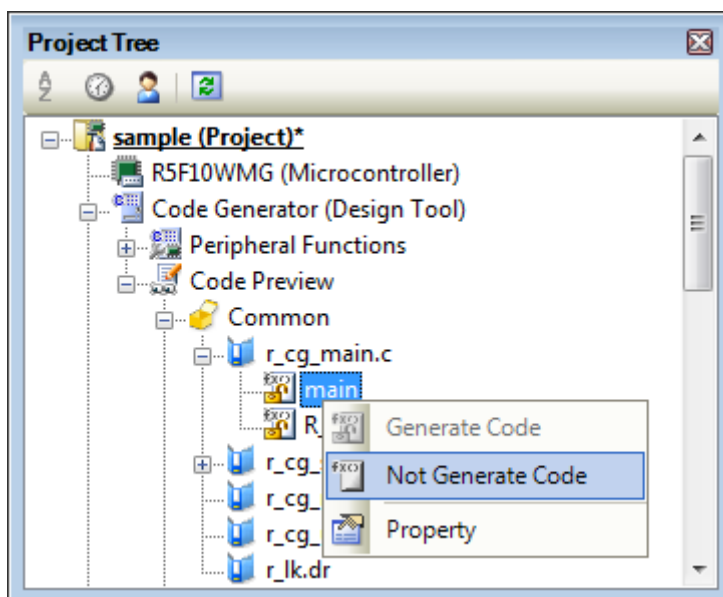 Project Tree
sample (Project)*
R5F10WMG (Microcontroller)
Code Generator (Design Tool)
Peripheral Functions
Code Preview
Common
r_cg_main.c
main
R_
Generate Code
r_cg_
Not Generate Code
r_cg_
r_cg_
Property
r_lk.dr